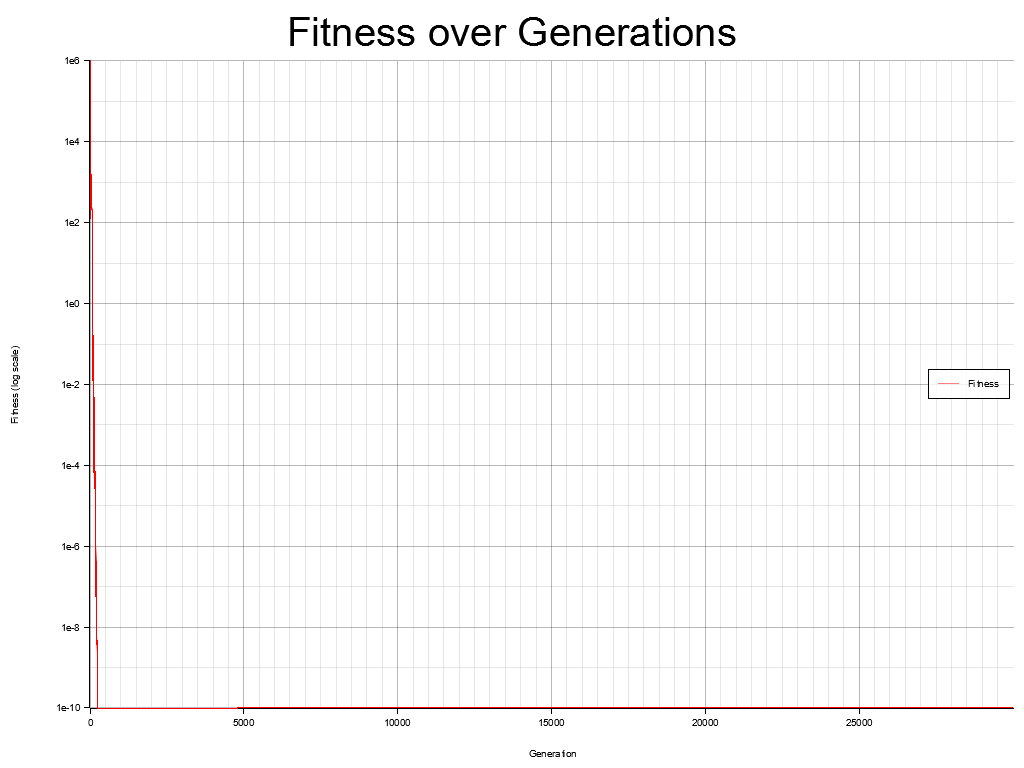 Fitness over Generations
1e6
1e4
1e2
1e0
1e-2
1e-4
1e-6
1e-8
1e-10
Fitness (log scale)
Fitness
0
5000
10000
15000
20000
25000
Generation